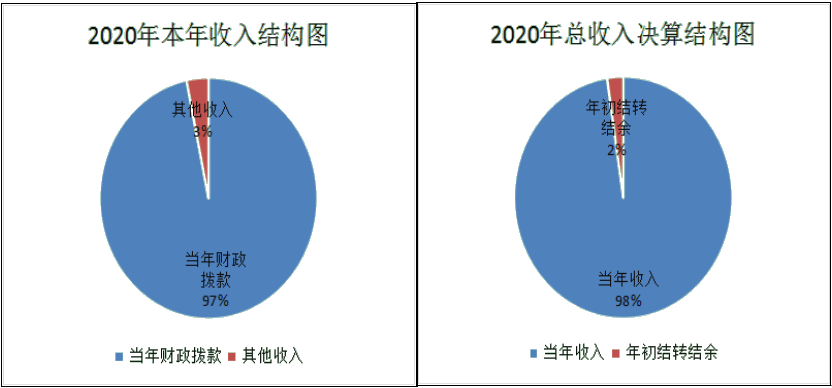 2020年本年收入结构图
其他收入
3%
当年财政
拨款
97%
当年财政拨款
其他收入
2020年总收入决算结构图
年初结转
结余
2%
当年收入
98%
当年收入
年初结转结余